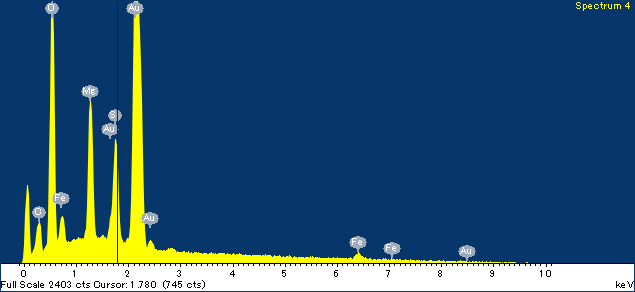 Spectrum 4
O Au
Mg
Si
Au
Fe
C Au
Fe Fe Au
0 1 2 3 4 5 6 7 8 9 10
Full Scale 2403 cts Cursor: 1.780 (745 cts) keV